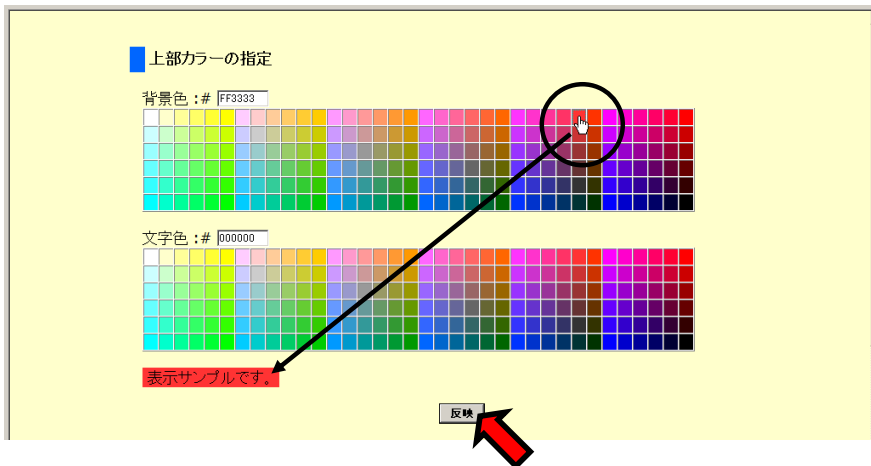 上部カラーの指定
背景色：# FF3333
文字色：# 000000
表示サンプルです。
反映